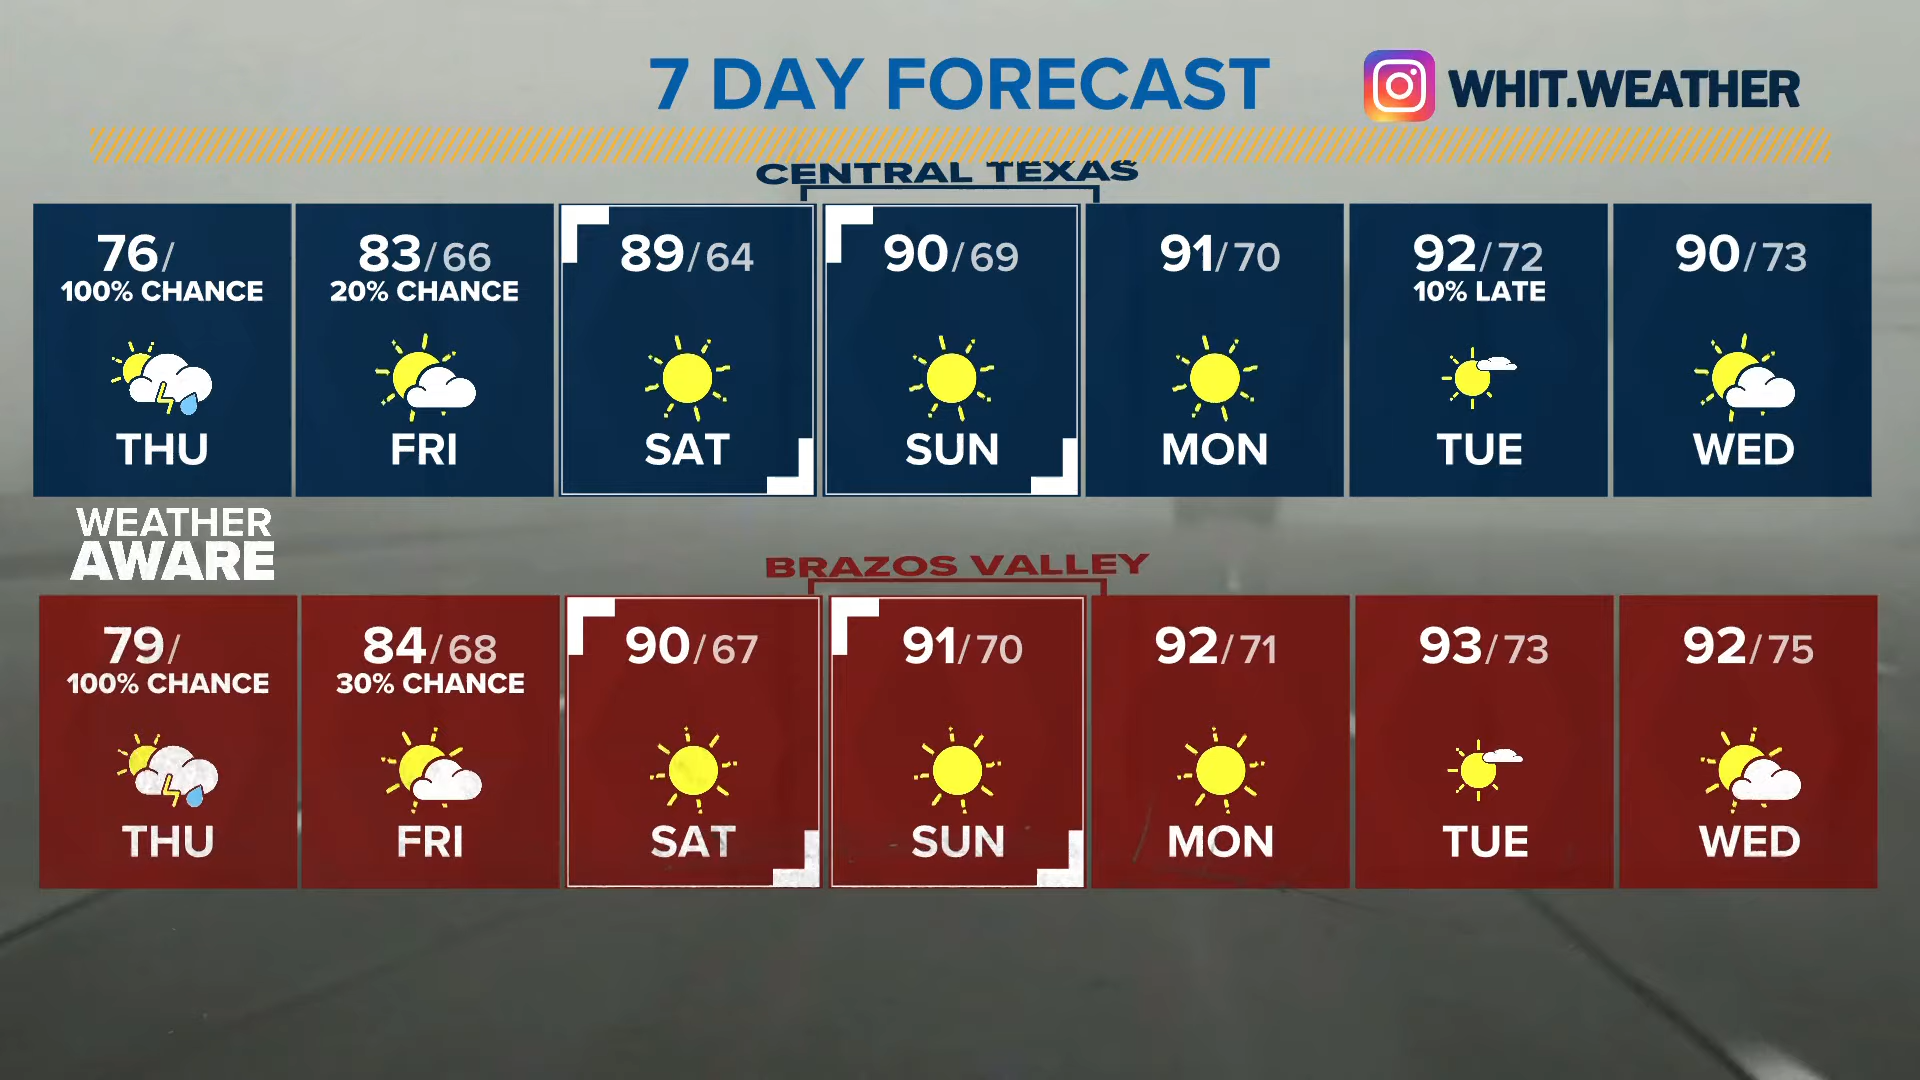 7 DAY FORECAST
WHIT.WEATHER
CENTRAL TEXAS
76/ 83/66 89/64 90/69 91/70 92/72 90/73
100% CHANCE 20% CHANCE 10% LATE
THU FRI SAT SUN MON TUE WED
WEATHER
AWARE
BRAZOS VALLEY
79/ 84/68 90/67 91/70 92/71 93/73 92/75
100% CHANCE 30% CHANCE
THU FRI SAT SUN MON TUE WED